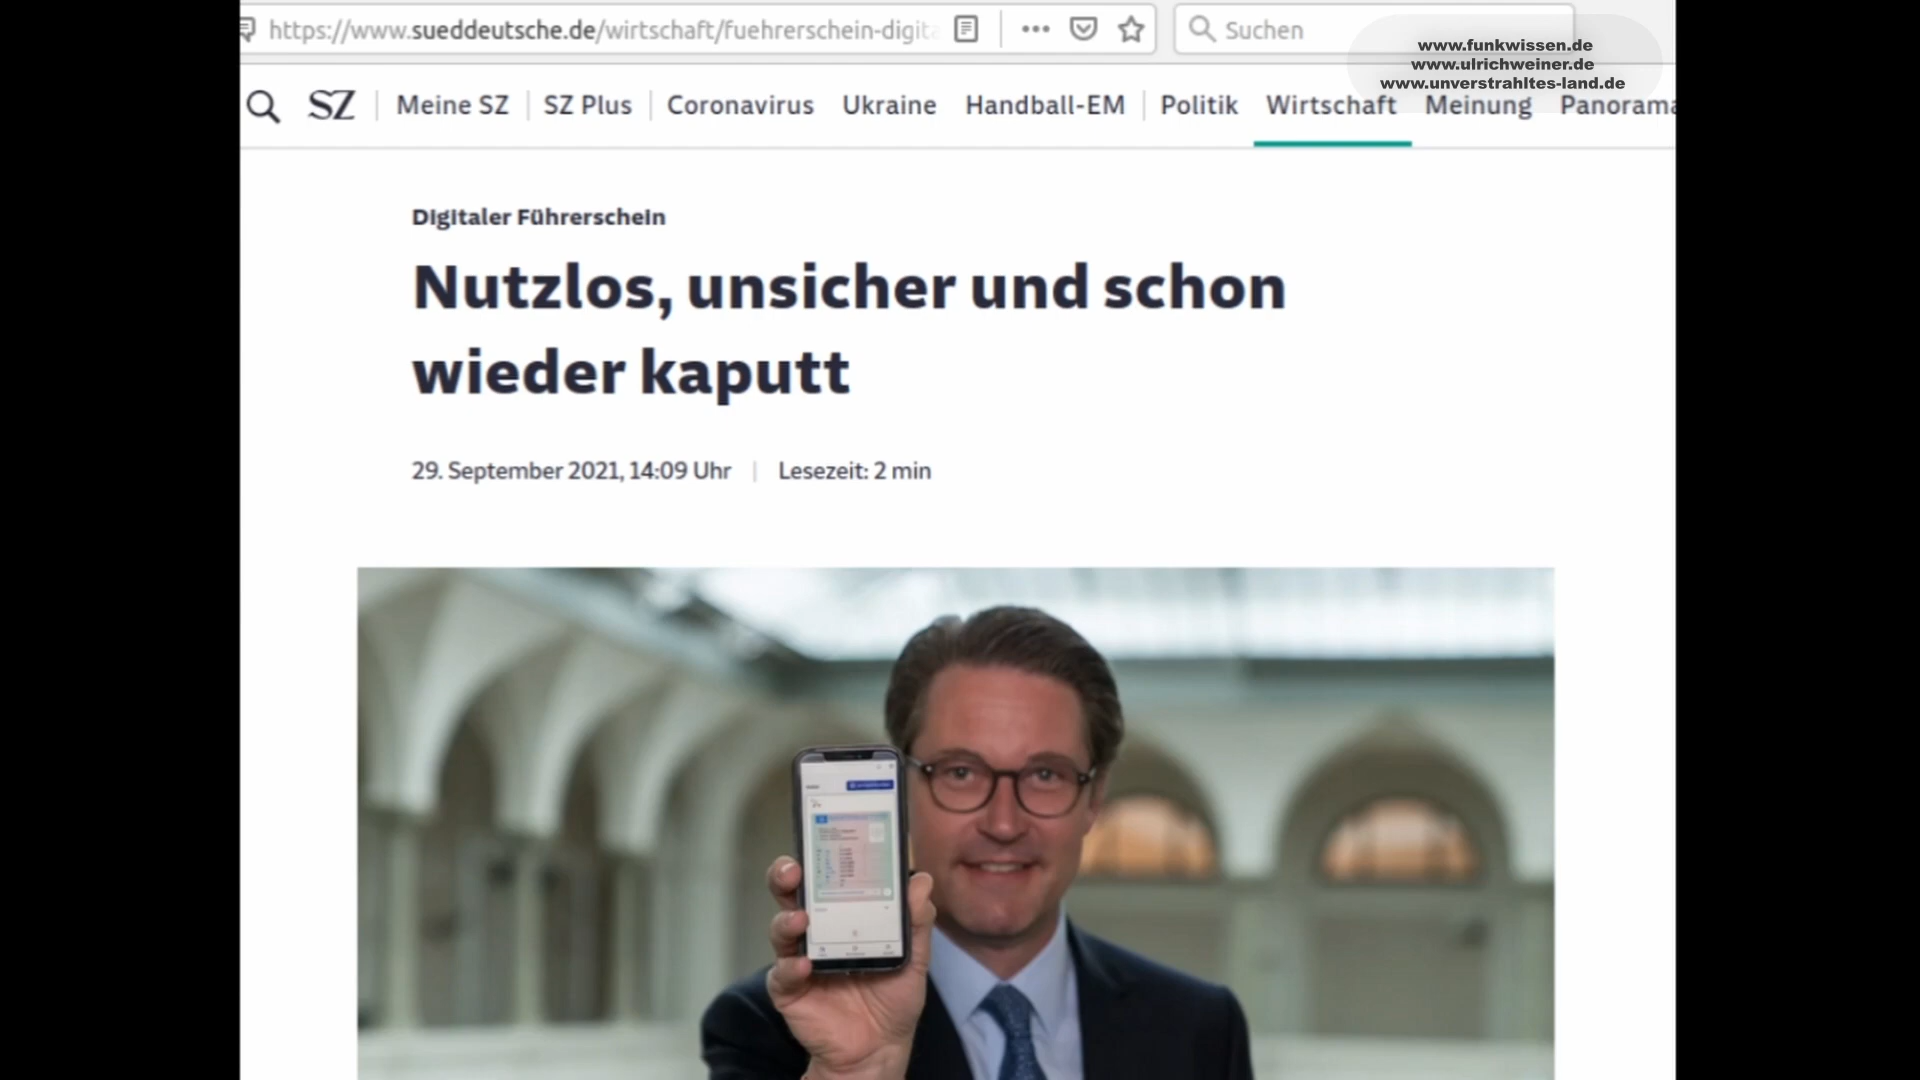 https://www.sueddeutsche.de/wirtschaft/fuehrerschein-digita
Suchen
www.funkwissen.de
www.ulrichweiner.de
www.unverstrahltes-land.de
SZ Meine SZ SZ Plus Coronavirus Ukraine Handball-EM Politik Wirtschaft Meinung Panorama
Digitaler Führerschein
Nutzlos, unsicher und schon
wieder kaputt
29. September 2021, 14:09 Uhr | Lesezeit: 2 min